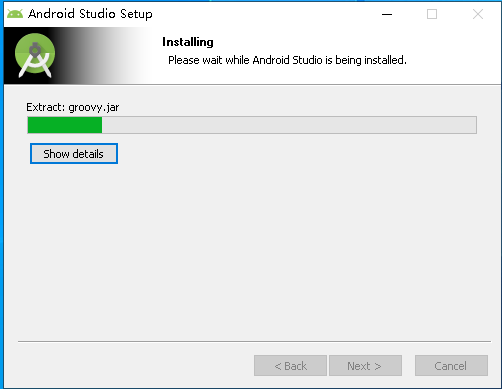 Android Studio Setup
Installing
Please wait while Android Studio is being installed.
Extract: groovy.jar
Show details
< Back
Next >
Cancel